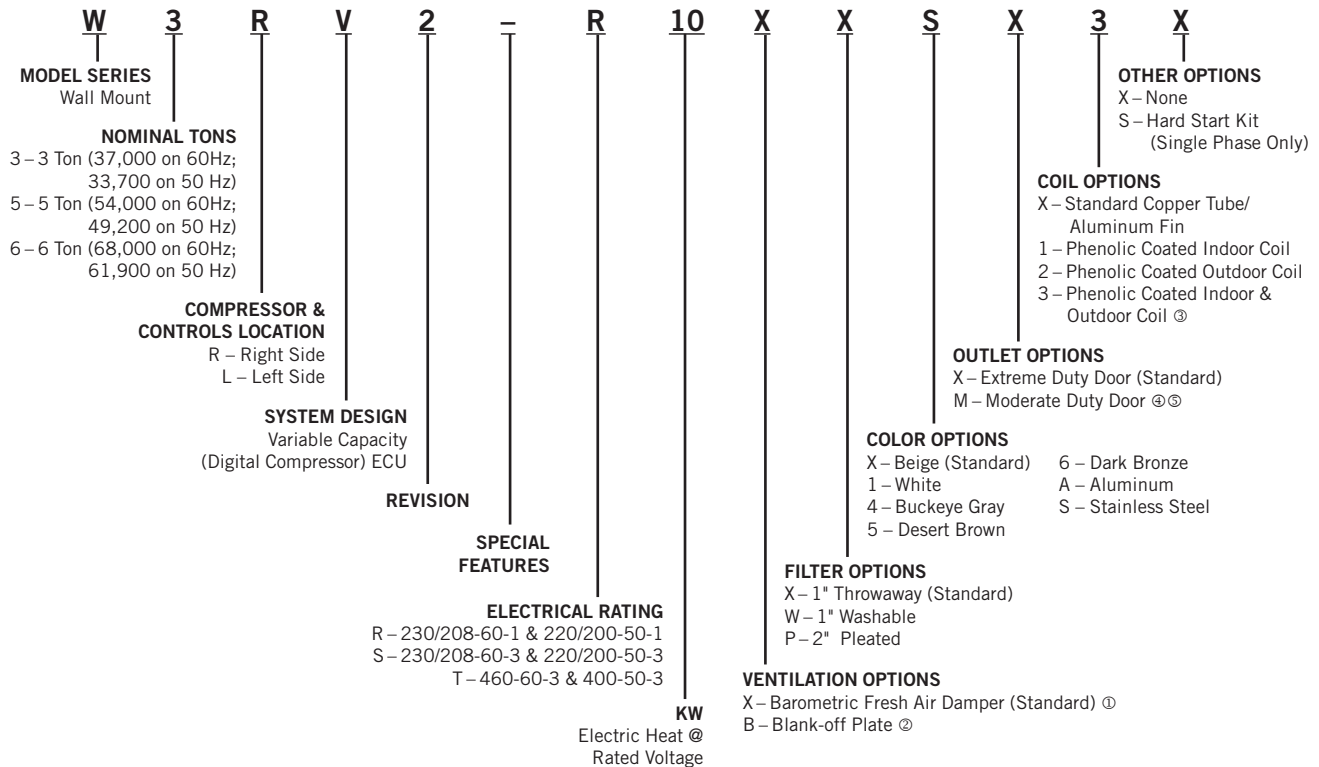 W 3 R V 2 – R 10 X X S X 3 X
MODEL SERIES
Wall Mount
NOMINAL TONS
3 – 3 Ton (37,000 on 60Hz;
33,700 on 50 Hz)
5 – 5 Ton (54,000 on 60Hz;
49,200 on 50 Hz)
6 – 6 Ton (68,000 on 60Hz;
61,900 on 50 Hz)
COMPRESSOR &
CONTROLS LOCATION
R – Right Side
L – Left Side
SYSTEM DESIGN
Variable Capacity
(Digital Compressor) ECU
REVISION
SPECIAL
FEATURES
ELECTRICAL RATING
R – 230/208-60-1 & 220/200-50-1
S – 230/208-60-3 & 220/200-50-3
T – 460-60-3 & 400-50-3
KW
Electric Heat @
Rated Voltage
VENTILATION OPTIONS
X – Barometric Fresh Air Damper (Standard) ①
B – Blank-off Plate ②
FILTER OPTIONS
X – 1" Throwaway (Standard)
W – 1" Washable
P – 2" Pleated
COLOR OPTIONS
X – Beige (Standard)
1 – White
4 – Buckeye Gray
5 – Desert Brown
6 – Dark Bronze
A – Aluminum
S – Stainless Steel
OUTLET OPTIONS
X – Extreme Duty Door (Standard)
M – Moderate Duty Door ④⑤
COIL OPTIONS
X – Standard Copper Tube/
Aluminum Fin
1 – Phenolic Coated Indoor Coil
2 – Phenolic Coated Outdoor Coil
3 – Phenolic Coated Indoor &
Outdoor Coil ③
OTHER OPTIONS
X – None
S – Hard Start Kit
(Single Phase Only)